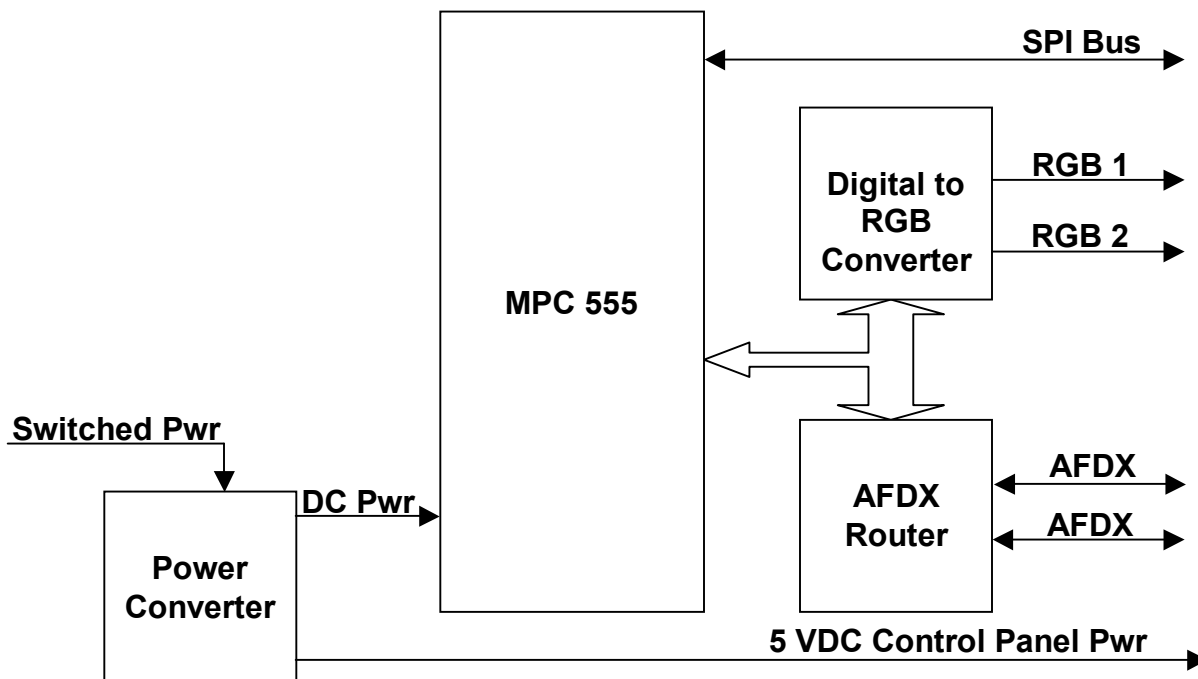 SPI Bus
Digital to
RGB
Converter
RGB 1
RGB 2
MPC 555
Switched Pwr
DC Pwr
Power
Converter
AFDX
Router
AFDX
AFDX
5 VDC Control Panel Pwr